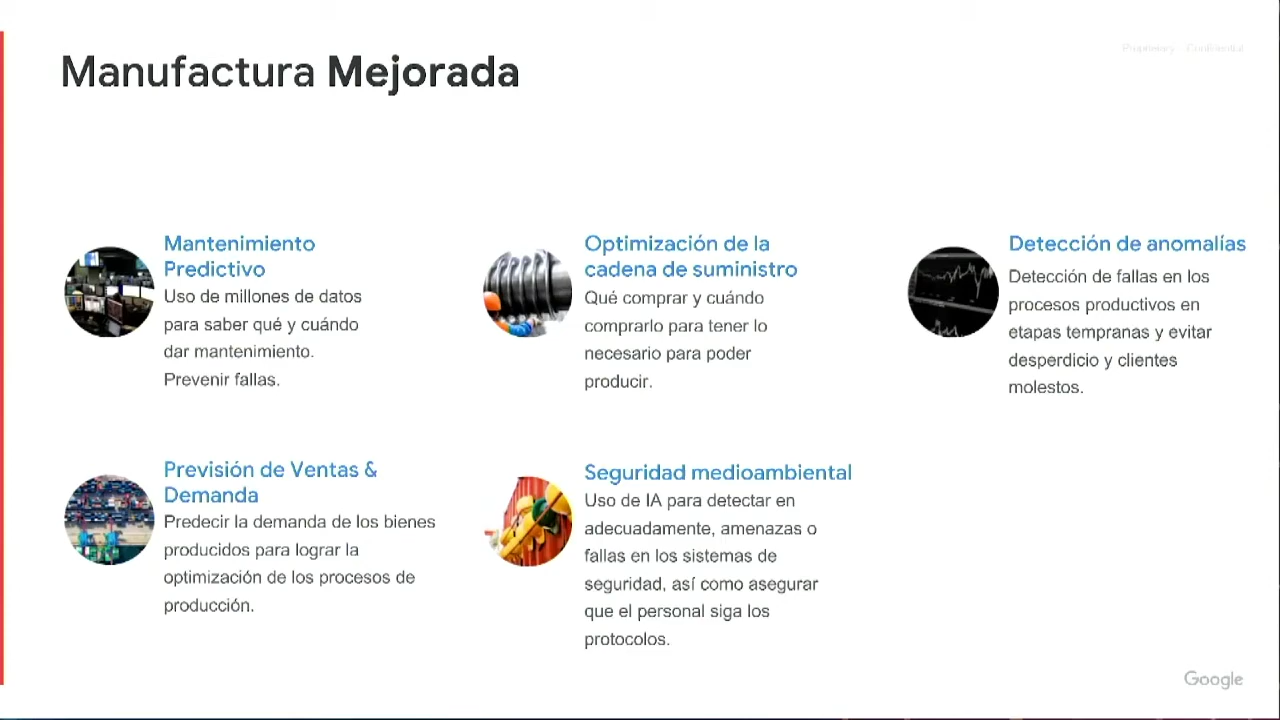 Proprietary + Confidential
Manufactura Mejorada
Mantenimiento
Predictivo
Uso de millones de datos
para saber qué y cuándo
dar mantenimiento.
Prevenir fallas.
Optimización de la
cadena de suministro
Qué comprar y cuándo
comprarlo para tener lo
necesario para poder
producir.
Detección de anomalías
Detección de fallas en los
procesos productivos en
etapas tempranas y evitar
desperdicio y clientes
molestos.
Previsión de Ventas &
Demanda
Predecir la demanda de los bienes
producidos para lograr la
optimización de los procesos de
producción.
Seguridad medioambiental
Uso de IA para detectar en
adecuadamente, amenazas o
fallas en los sistemas de
seguridad, así como asegurar
que el personal siga los
protocolos.
Google